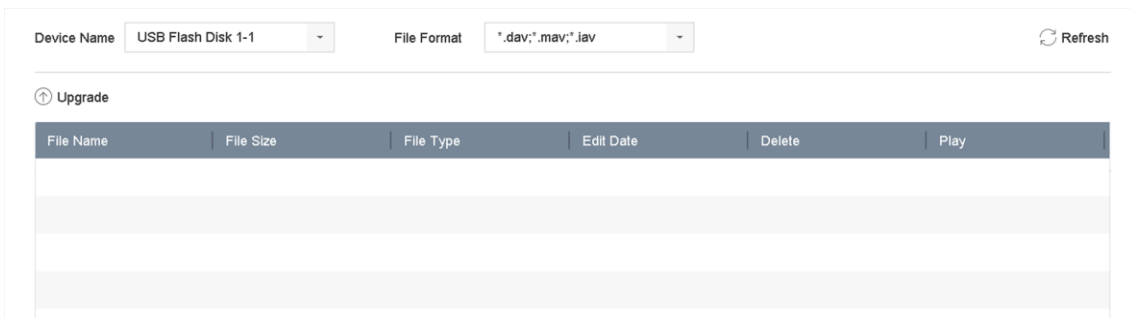 Device Name USB Flash Disk 1-1 File Format *.dav;*.mav;*.iav Refresh
Upgrade
File Name File Size File Type Edit Date Delete Play